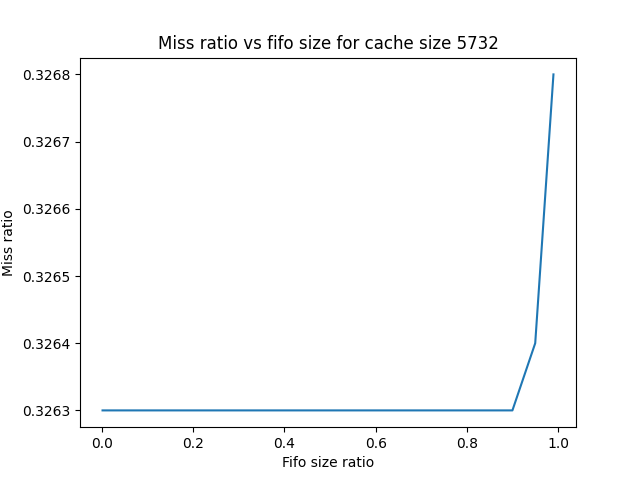 Miss ratio vs fifo size for cache size 5732
0.3268
0.3267
0.3266
0.3265
0.3264
0.3263
Miss ratio
0.0 0.2 0.4 0.6 0.8 1.0
Fifo size ratio